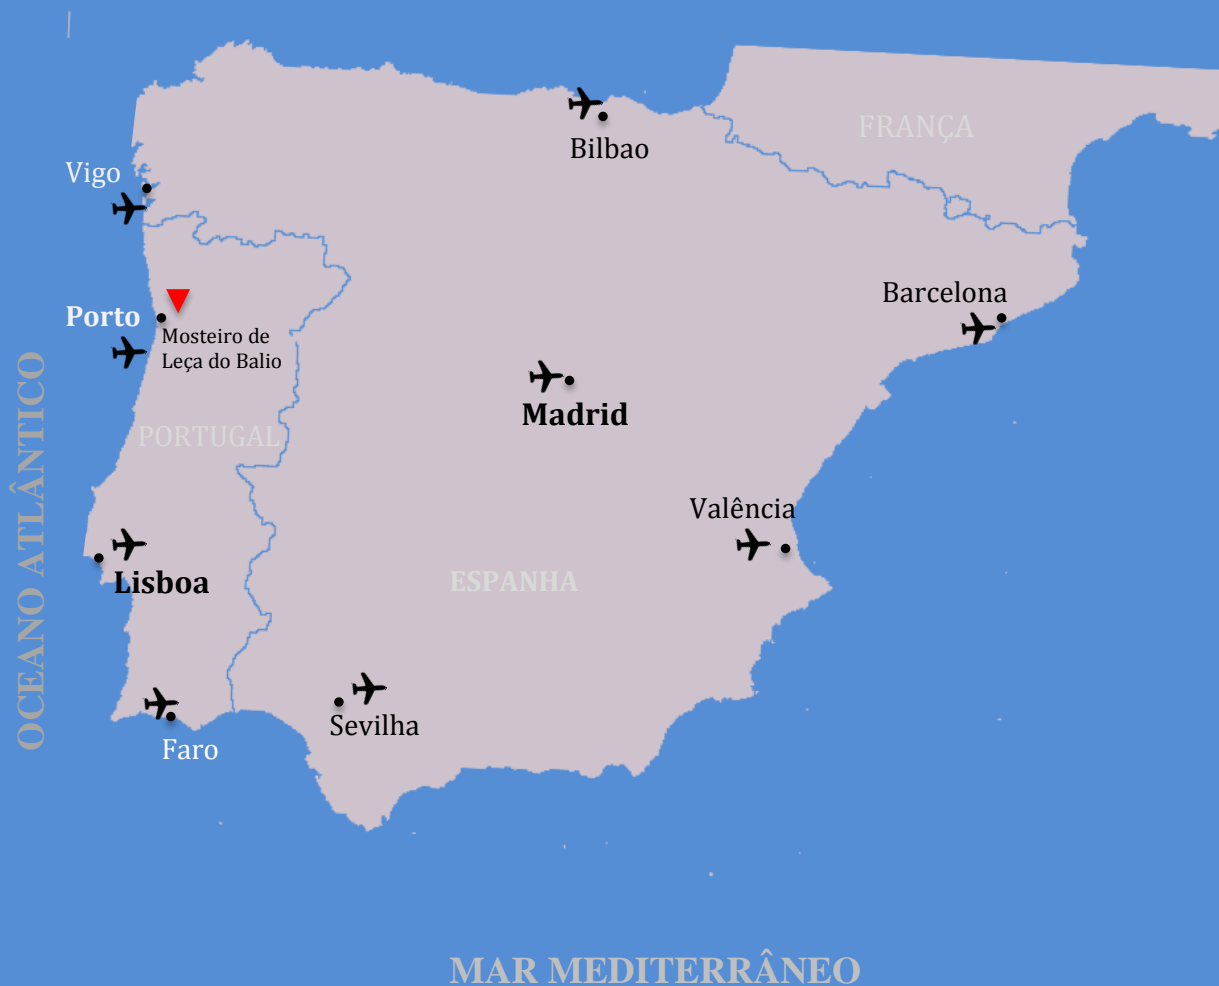 FRANÇA
Bilbao
Vigo
Barcelona
Porto
Mosteiro de
Leça do Balio
OCEANO ATLÂNTICO
Madrid
PORTUGAL
Valência
Lisboa
ESPANHA
Sevilha
Faro
MAR MEDITERRÂNEO